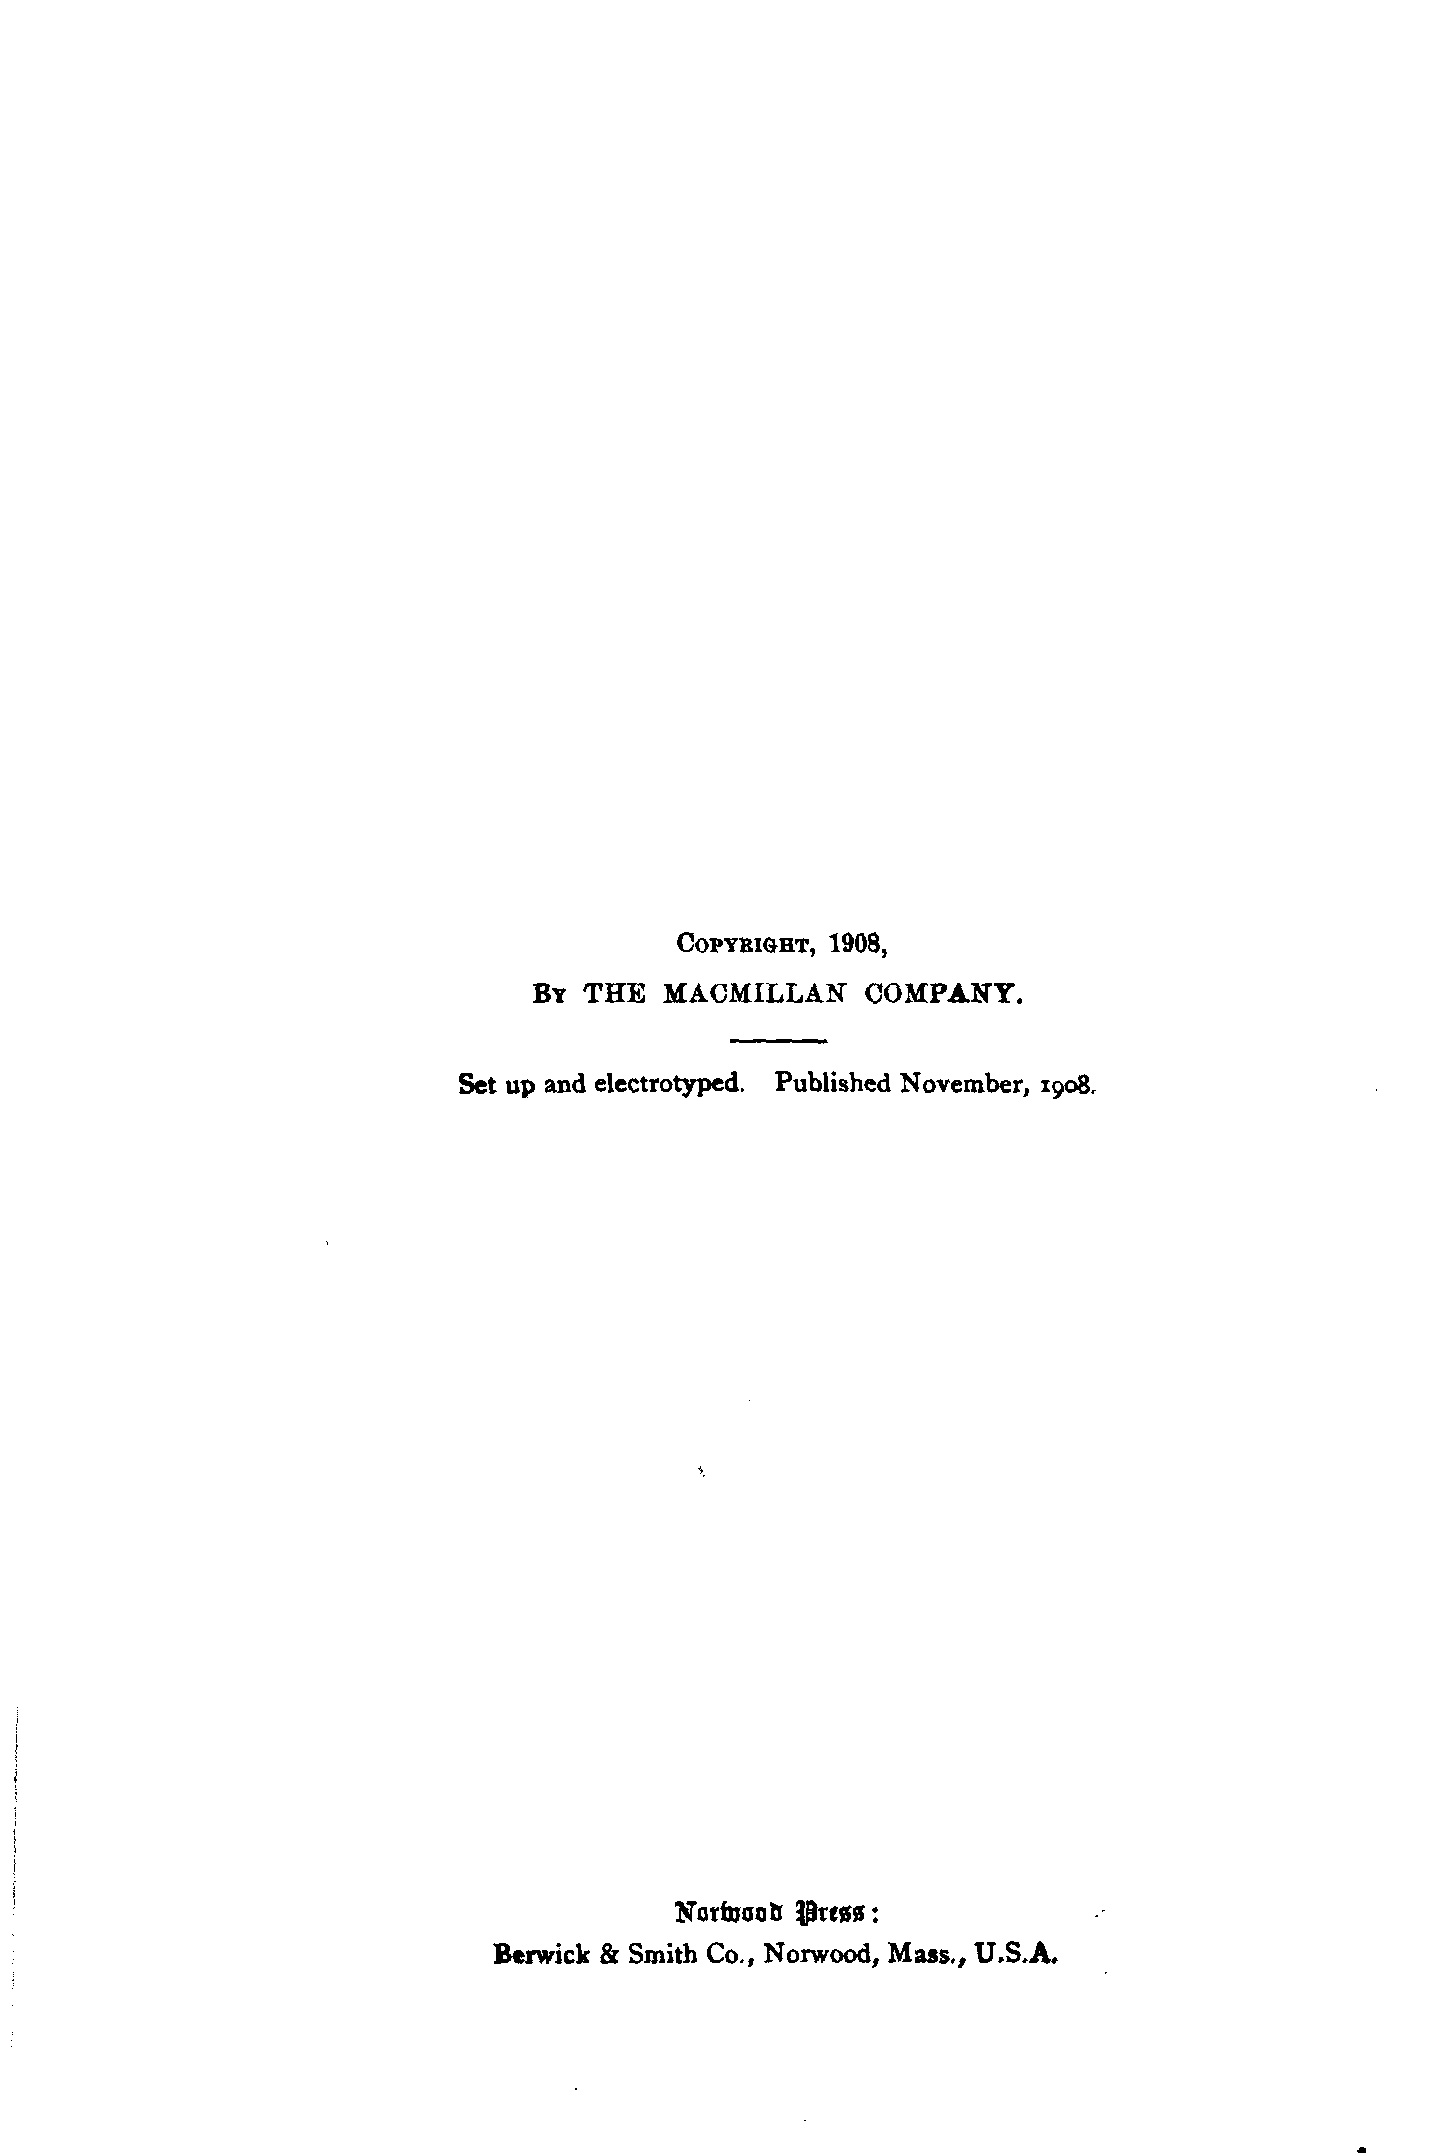 COPYRIGHT, 1908,
BY THE MACMILLAN COMPANY.
Set up and electrotyped. Published November, 1908.
Norwood Press:
Berwick & Smith Co., Norwood, Mass., U.S.A.